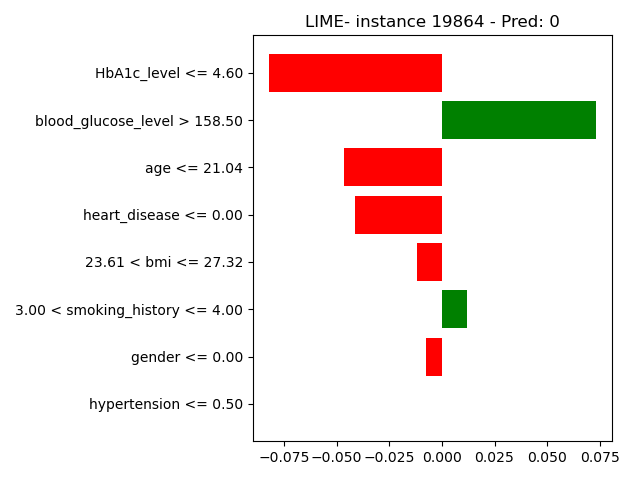 LIME- instance 19864 - Pred: 0
HbA1c_level <= 4.60
blood_glucose_level > 158.50
age <= 21.04
heart_disease <= 0.00
23.61 < bmi <= 27.32
3.00 < smoking_history <= 4.00
gender <= 0.00
hypertension <= 0.50
−0.075 −0.050 −0.025 0.000 0.025 0.050 0.075